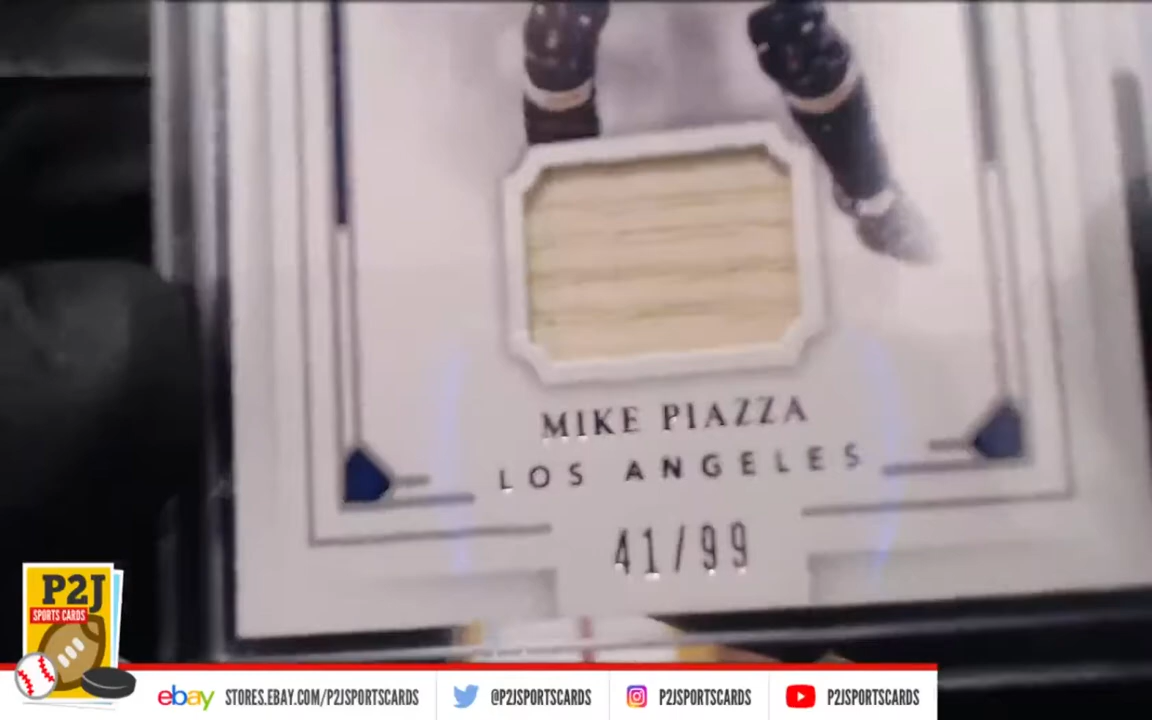 MIKE PIAZZA
LOS ANGELES
41/99
P2J
SPORTS CARDS
ebay STORES.EBAY.COM/P2JSPORTSCARDS @P2JSPORTSCARDS P2JSPORTSCARDS P2JSPORTSCARDS